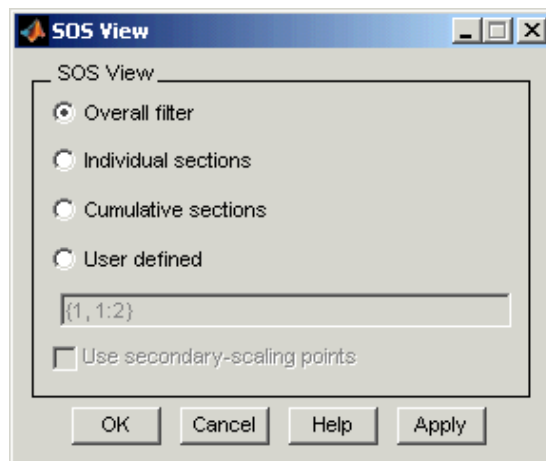 SOS View
SOS View
Overall filter
Individual sections
Cumulative sections
User defined
{1, 1:2}
Use secondary-scaling points
OK Cancel Help Apply